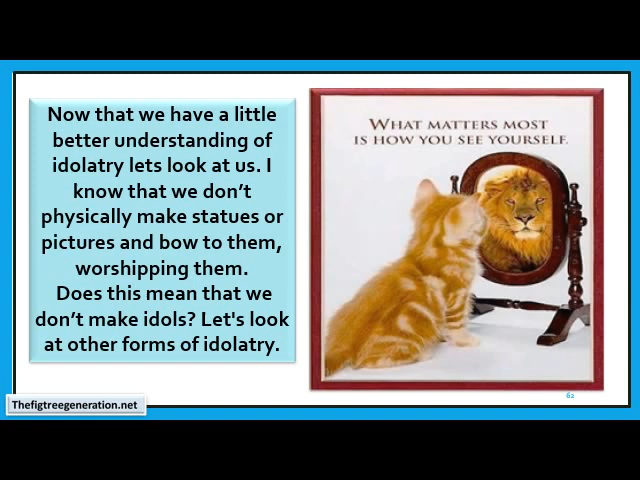 Now that we have a little
better understanding of
idolatry lets look at us. I
know that we don’t
physically make statues or
pictures and bow to them,
worshipping them.
Does this mean that we
don’t make idols? Let's look
at other forms of idolatry.
WHAT MATTERS MOST
IS HOW YOU SEE YOURSELF.
62
Thefigtreegeneration.net